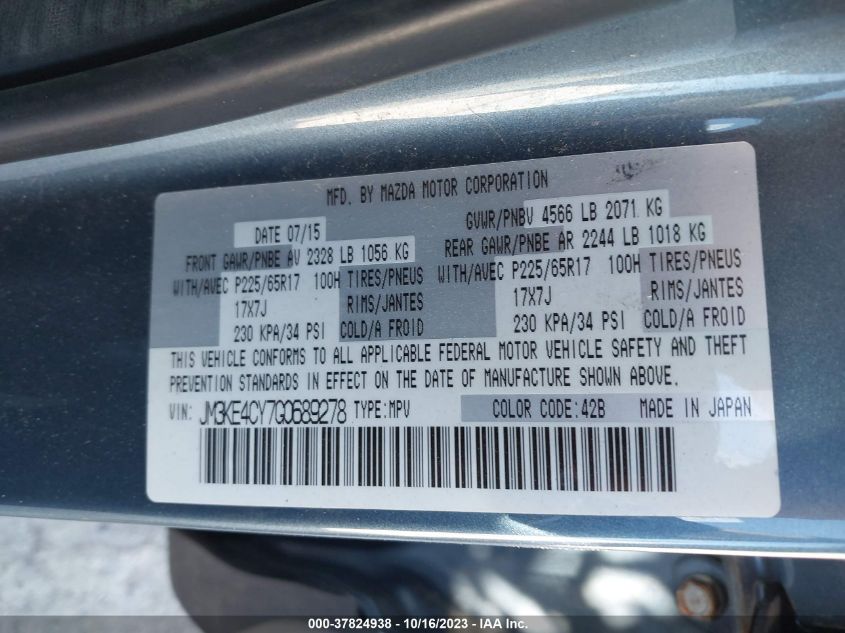 MFD. BY MAZDA MOTOR CORPORATION
DATE 07/15 GVWR/PNBV 4566 LB 2071 KG
FRONT GAWR/PNBE AV 2328 LB 1056 KG REAR GAWR/PNBE AR 2244 LB 1018 KG
WITH/AVEC P225/65R17 100H TIRES/PNEUS WITH/AVEC P225/65R17 100H TIRES/PNEUS
17X7J RIMS/JANTES 17X7J RIMS/JANTES
230 KPA/34 PSI COLD/A FROID 230 KPA/34 PSI COLD/A FROID
THIS VEHICLE CONFORMS TO ALL APPLICABLE FEDERAL MOTOR VEHICLE SAFETY AND THEFT
PREVENTION STANDARDS IN EFFECT ON THE DATE OF MANUFACTURE SHOWN ABOVE.
VIN: JM3KE4CY7G0689278 TYPE:MPV COLOR CODE:42B MADE IN JAPAN
000-37824938 - 10/16/2023 - IAAI.COM